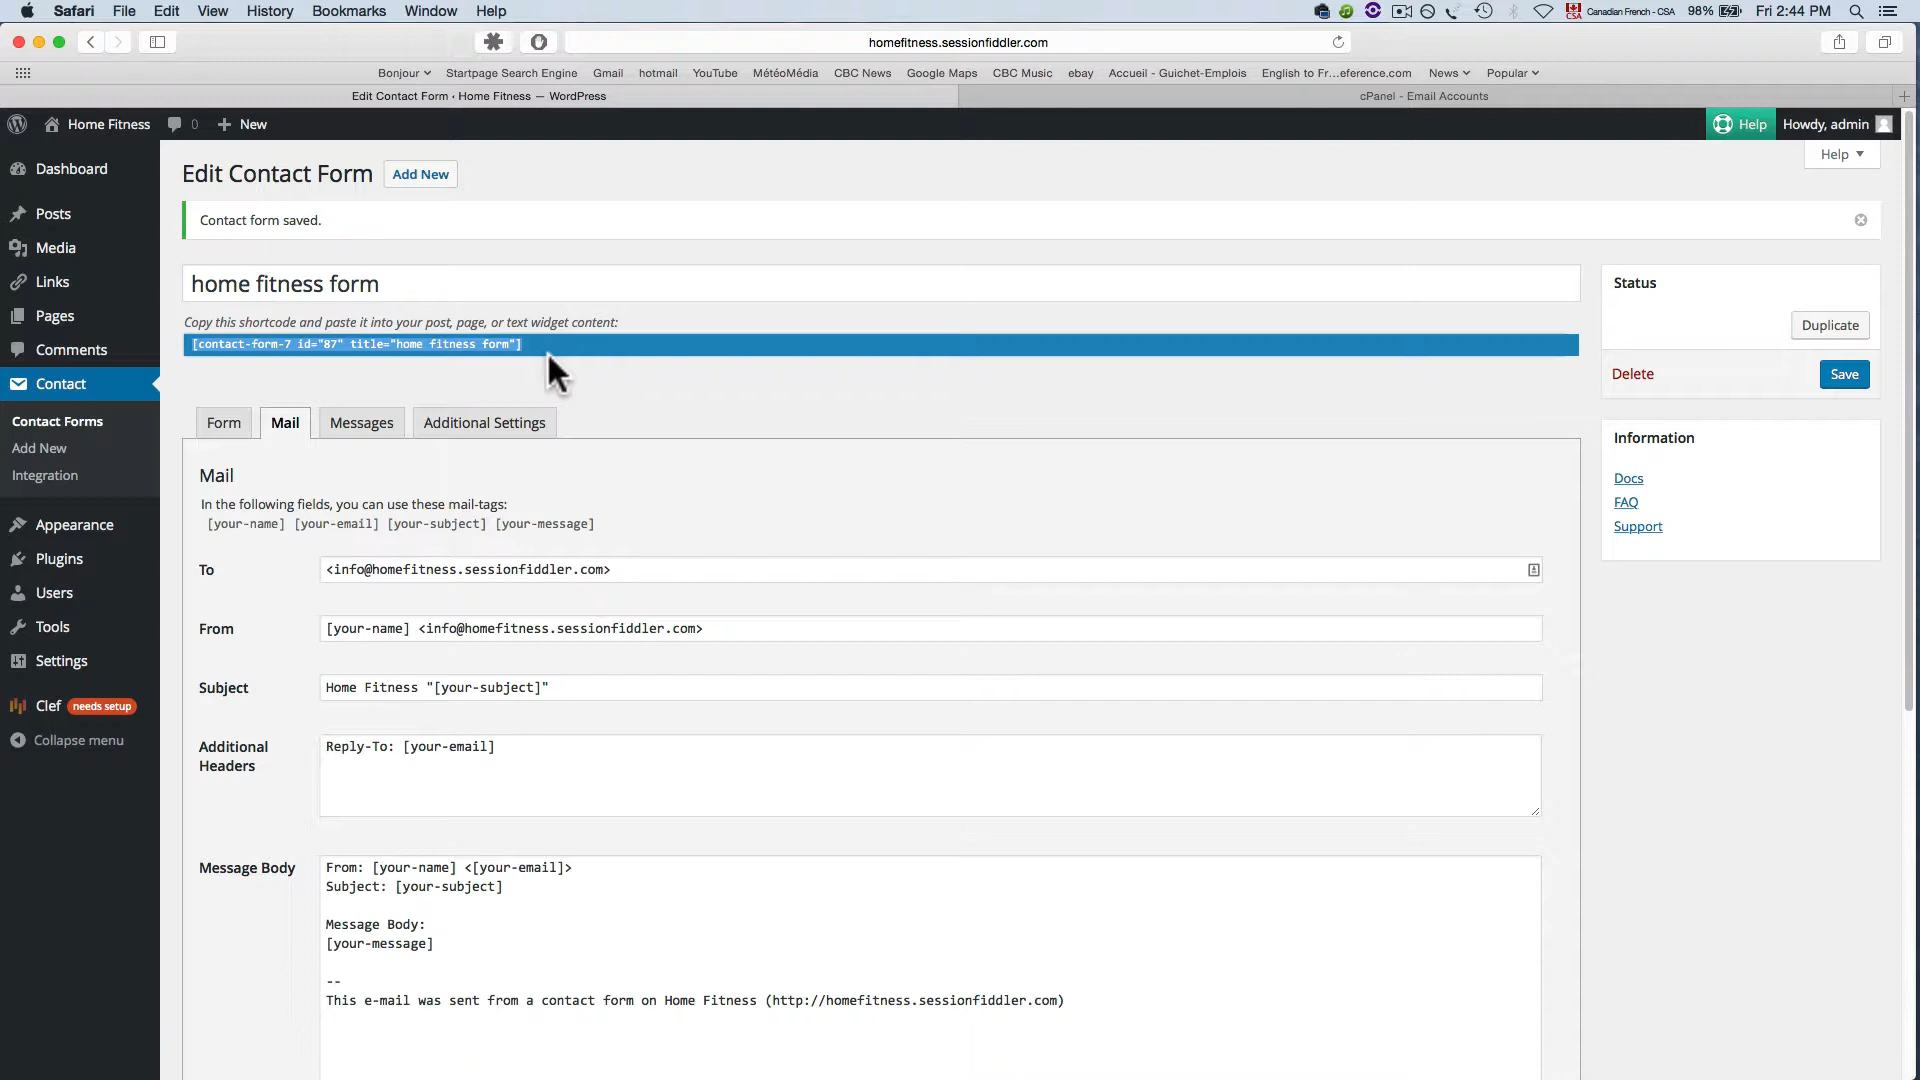 Safari File Edit View History Bookmarks Window Help
Canadian French - CSA 98% Fri 2:44 PM
homefitness.sessionfiddler.com
Bonjour Startpage Search Engine Gmail hotmail YouTube MétéoMédia CBC News Google Maps CBC Music ebay Accueil - Guichet-Emplois English to Fr...eference.com News Popular
Edit Contact Form ‹ Home Fitness — WordPress
cPanel - Email Accounts
Home Fitness 0 New
Help Howdy, admin
Dashboard
Posts
Media
Links
Pages
Comments
Contact
Contact Forms
Add New
Integration
Appearance
Plugins
Users
Tools
Settings
Clef needs setup
Collapse menu
Help
Edit Contact Form Add New
Contact form saved.
home fitness form
Copy this shortcode and paste it into your post, page, or text widget content:
[contact-form-7 id="87" title="home fitness form"]
Form Mail Messages Additional Settings
Mail
In the following fields, you can use these mail-tags:
[your-name] [your-email] [your-subject] [your-message]
To <info@homefitness.sessionfiddler.com>
From [your-name] <info@homefitness.sessionfiddler.com>
Subject Home Fitness "[your-subject]"
Additional Headers Reply-To: [your-email]
Message Body From: [your-name] <[your-email]>
Subject: [your-subject]
Message Body:
[your-message]
--
This e-mail was sent from a contact form on Home Fitness (http://homefitness.sessionfiddler.com)
Status
Duplicate
Delete Save
Information
Docs
FAQ
Support